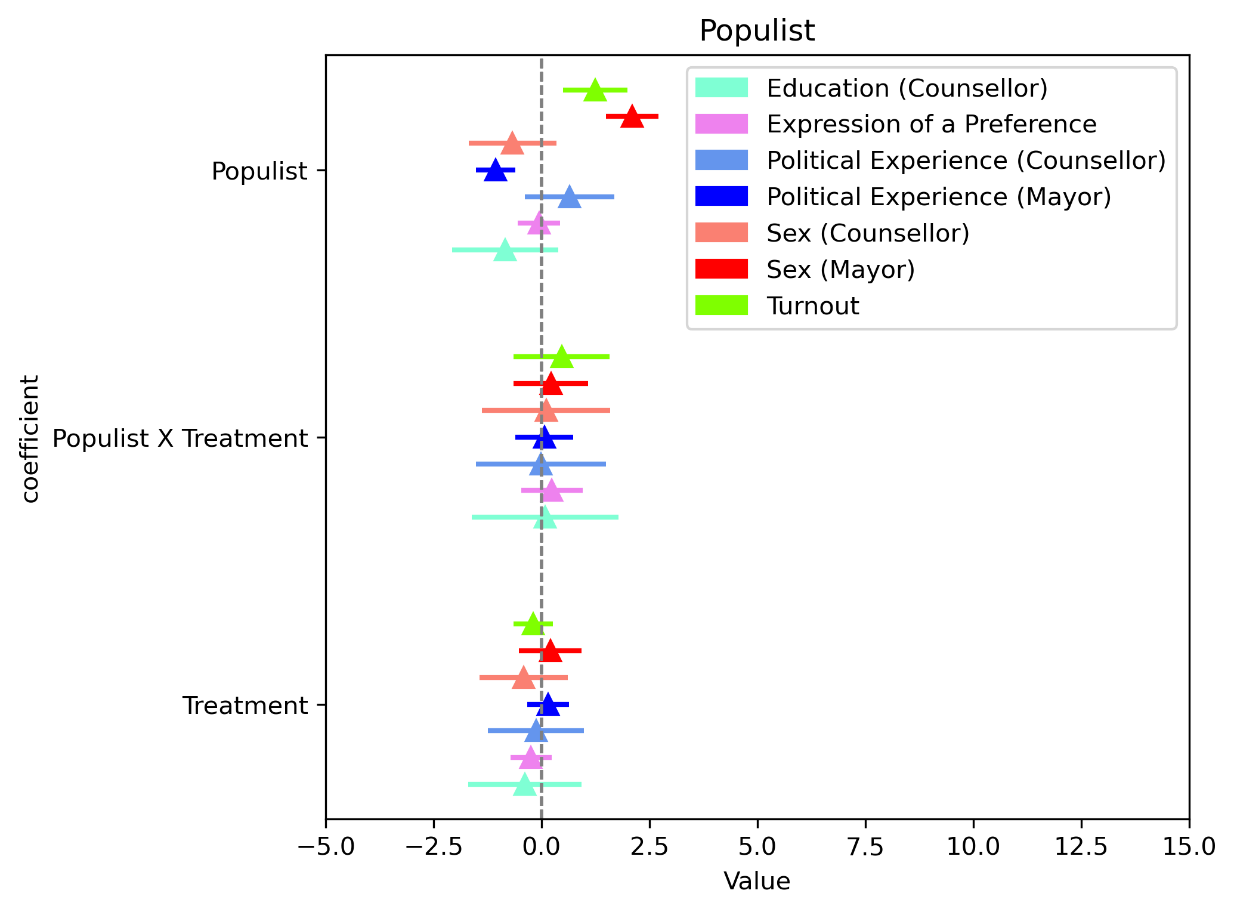 Populist
Education (Counsellor)
Expression of a Preference
Political Experience (Counsellor)
Political Experience (Mayor)
Sex (Counsellor)
Sex (Mayor)
Turnout
Populist
Populist X Treatment
Treatment
coefficient
−5.0 −2.5 0.0 2.5 5.0 7.5 10.0 12.5 15.0
Value